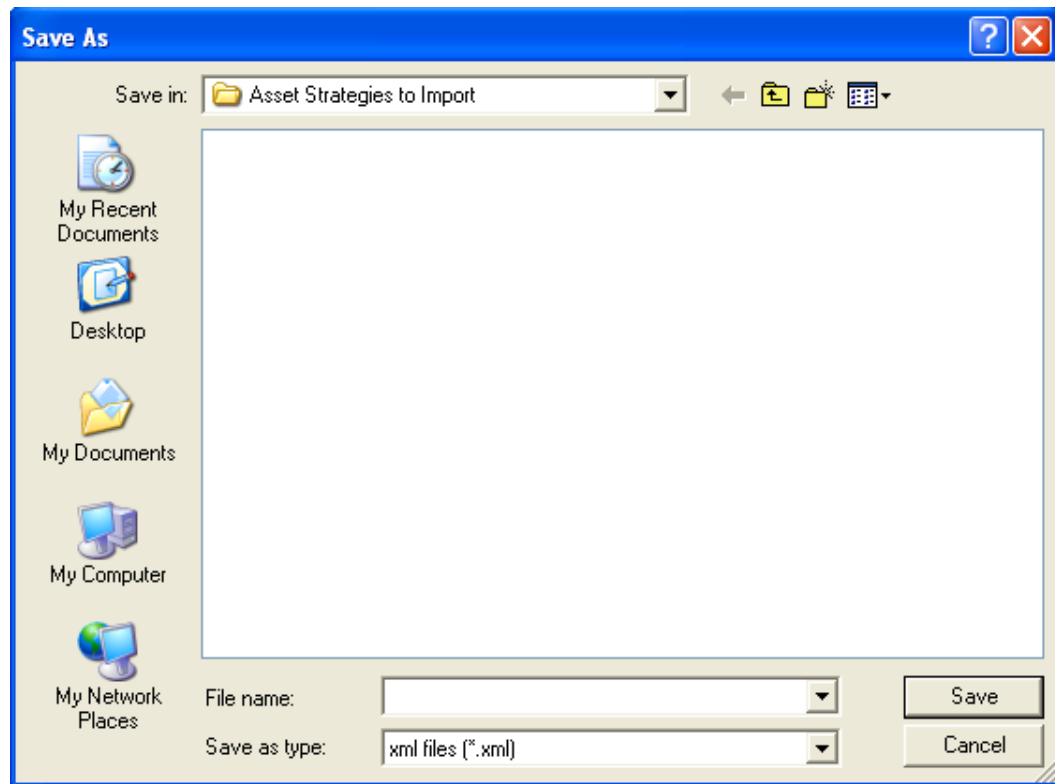 Save As
Save in:
Asset Strategies to Import
My Recent
Documents
Desktop
My Documents
My Computer
My Network
Places
File name:
Save
Save as type:
xml files (*.xml)
Cancel